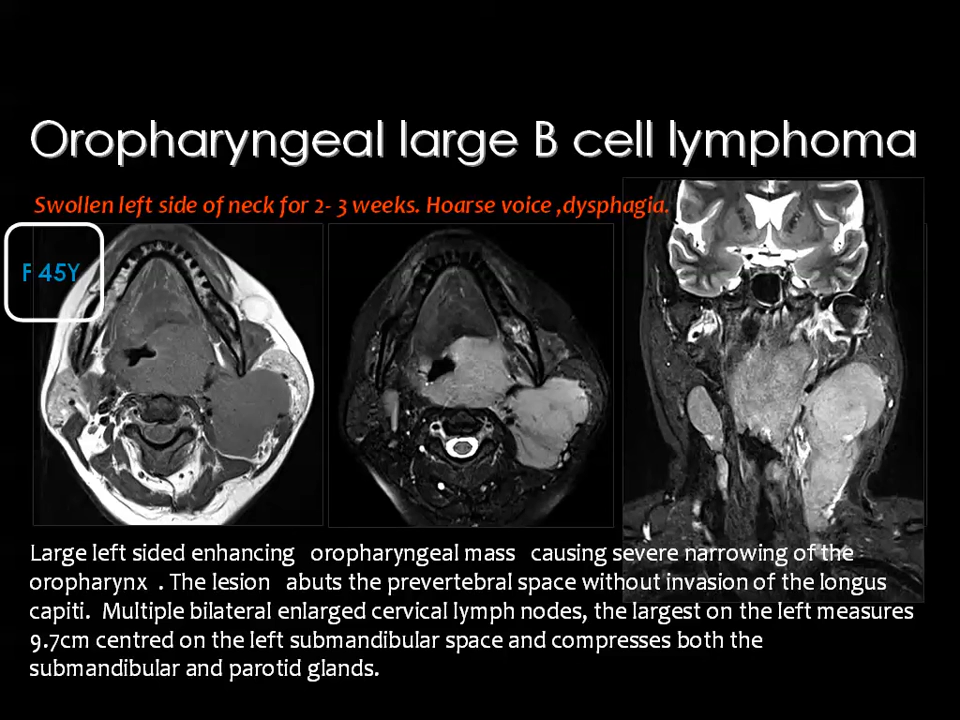 Oropharyngeal large B cell lymphoma
Swollen left side of neck for 2- 3 weeks. Hoarse voice ,dysphagia.
F 45Y
Large left sided enhancing oropharyngeal mass causing severe narrowing of the
oropharynx . The lesion abuts the prevertebral space without invasion of the longus
capiti. Multiple bilateral enlarged cervical lymph nodes, the largest on the left measures
9.7cm centred on the left submandibular space and compresses both the
submandibular and parotid glands.